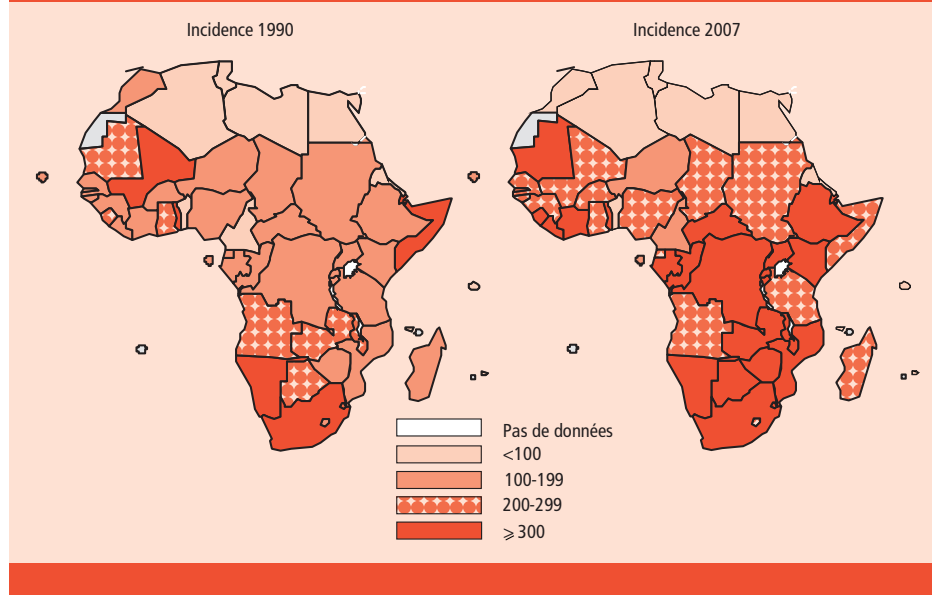 Incidence 1990
Incidence 2007
Pas de données
<100
100-199
200-299
⩾300